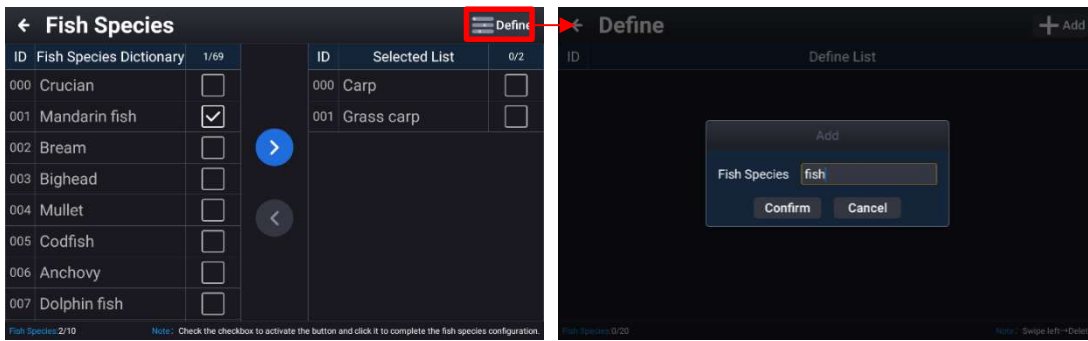 ← Fish Species Define
ID Fish Species Dictionary 1/69 ID Selected List 0/2
000 Crucian 000 Carp
001 Mandarin fish 001 Grass carp
002 Bream
003 Bighead
004 Mullet
005 Codfish
006 Anchovy
007 Dolphin fish
Fish Species:2/10 Note: Check the checkbox to activate the button and click it to complete the fish species configuration.
← Define + Add
ID Define List
Add
Fish Species fish
Confirm Cancel
Fish Species:0/20 Note: Swipe left→Delet